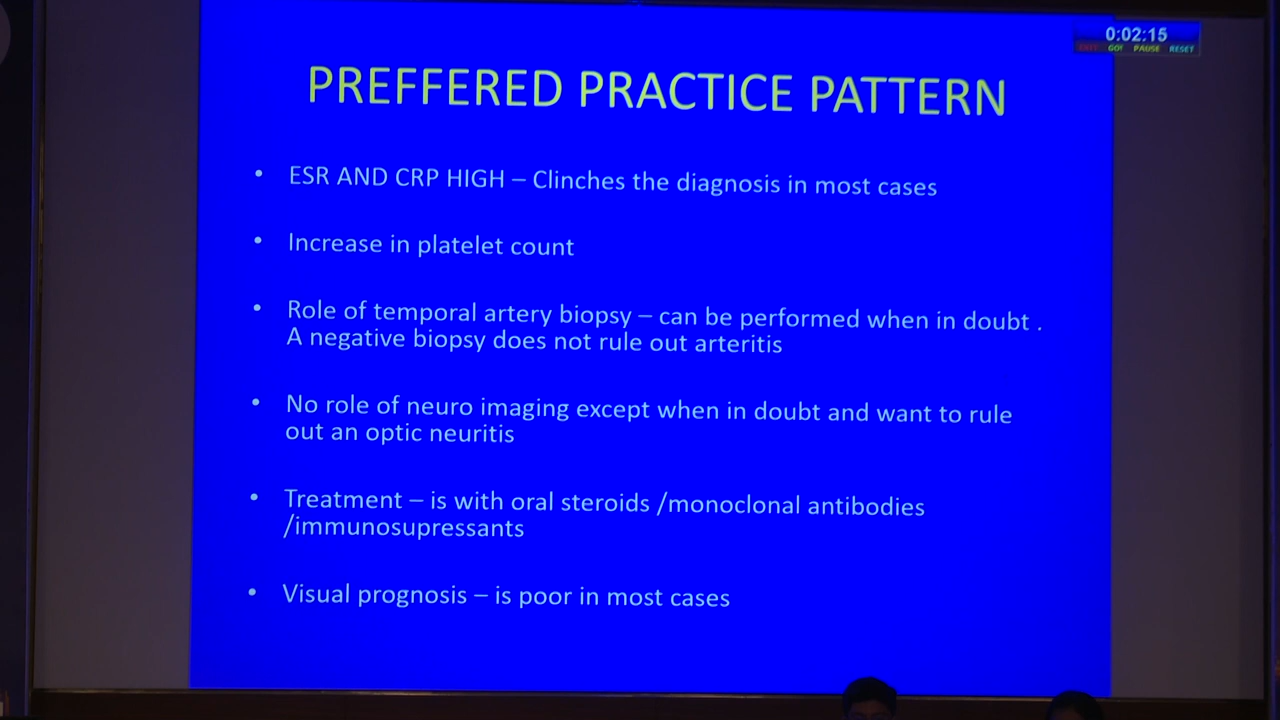 0:02:15
EXIT GO! PAUSE RESET
PREFFERED PRACTICE PATTERN
• ESR AND CRP HIGH – Clinches the diagnosis in most cases
• Increase in platelet count
• Role of temporal artery biopsy – can be performed when in doubt .
A negative biopsy does not rule out arteritis
• No role of neuro imaging except when in doubt and want to rule
out an optic neuritis
• Treatment – is with oral steroids /monoclonal antibodies
/immunosupressants
• Visual prognosis – is poor in most cases